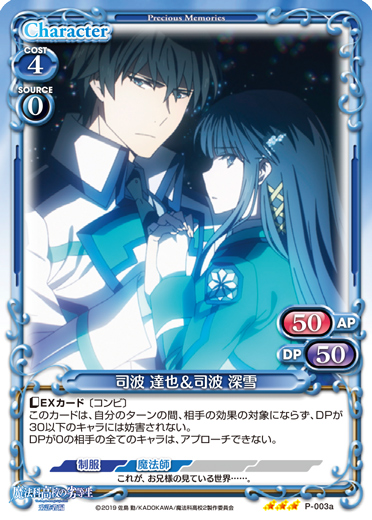 Precious Memories
Character
COST
4
SOURCE
0
50 AP
DP 50
司波 達也&司波 深雪
EXカード 〔コンビ〕
このカードは、自分のターンの間、相手の効果の対象にならず、DPが
30以下のキャラには妨害されない。
DPが0の相手の全てのキャラは、アプローチできない。
制服 魔法師
これが、お兄様の見ている世界……。
魔法科高校の劣等生
P-003a
©2019 佐島 勤/KADOKAWA/魔法科高校2製作委員会